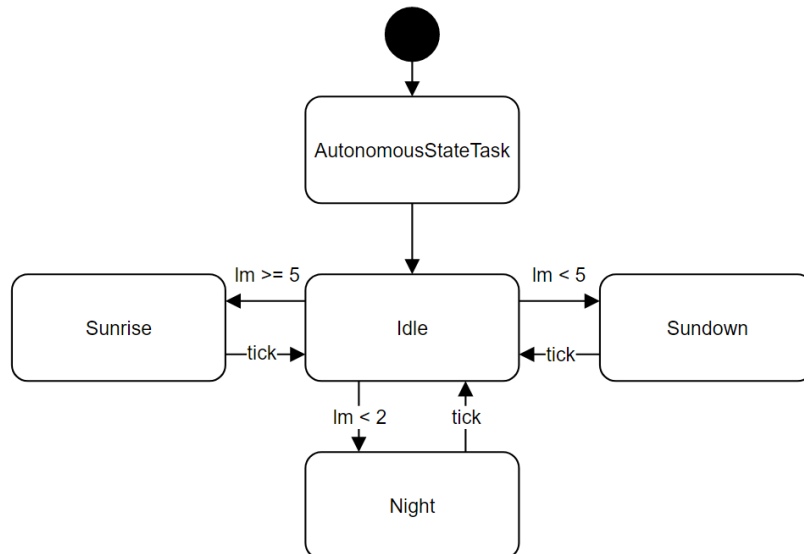 AutonomousStateTask
lm >= 5
lm < 5
Sunrise
Idle
Sundown
tick
tick
lm < 2
tick
Night